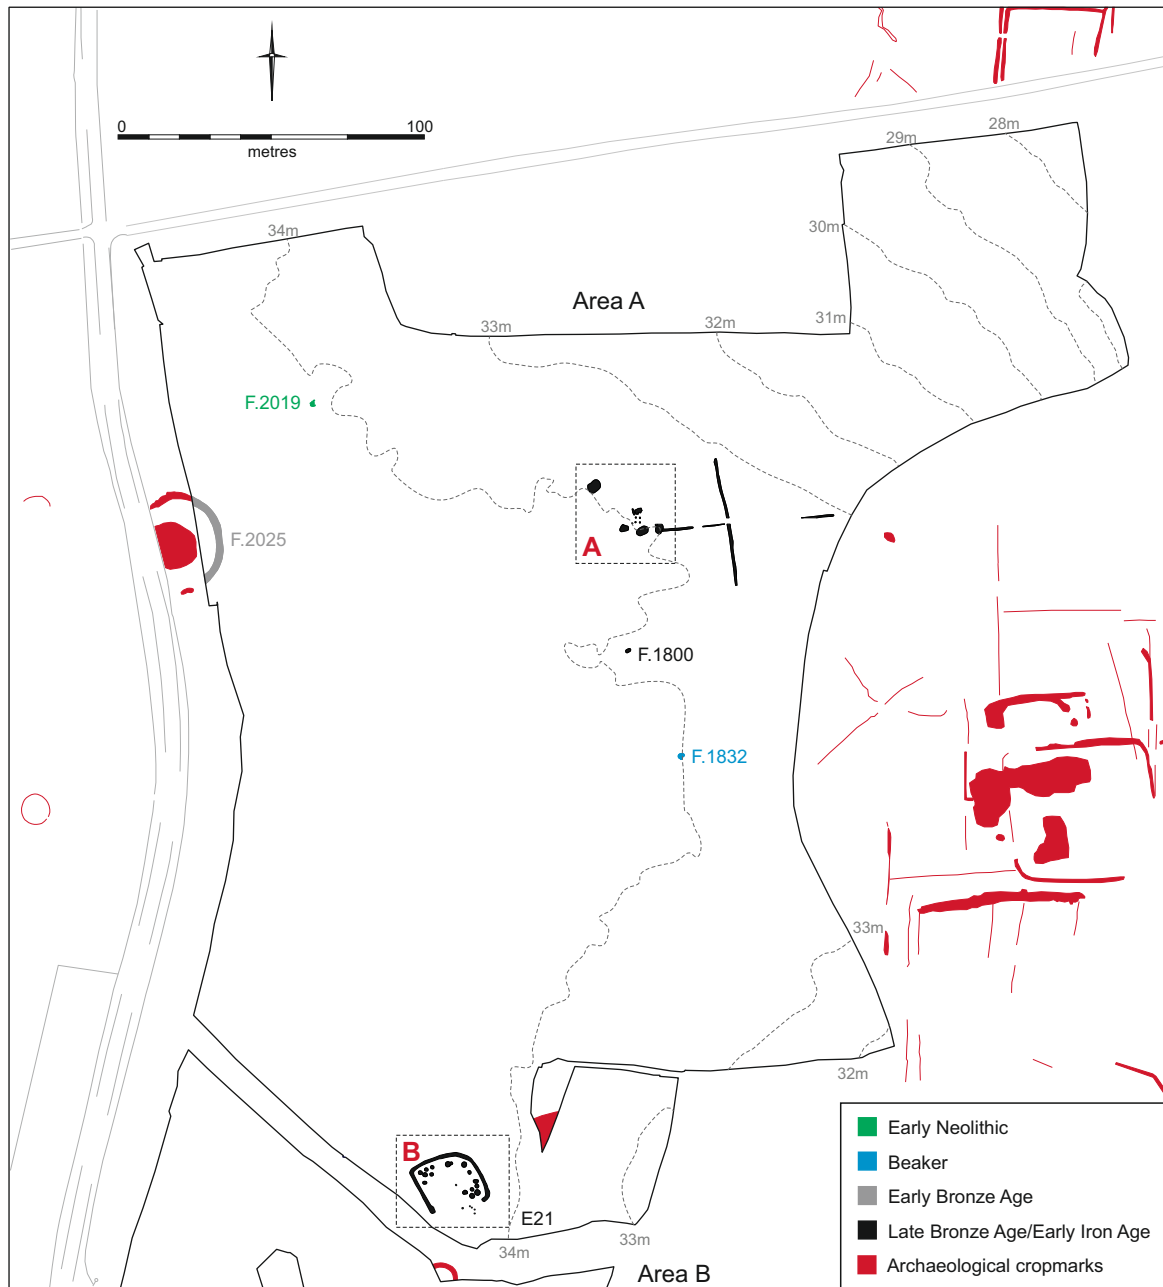 0 100
metres
28m
29m
30m
34m
Area A
33m
32m
31m
F.2019
A
F.2025
F.1800
F.1832
33m
32m
B
E21
34m
33m
Area B
Early Neolithic
Beaker
Early Bronze Age
Late Bronze Age/Early Iron Age
Archaeological cropmarks